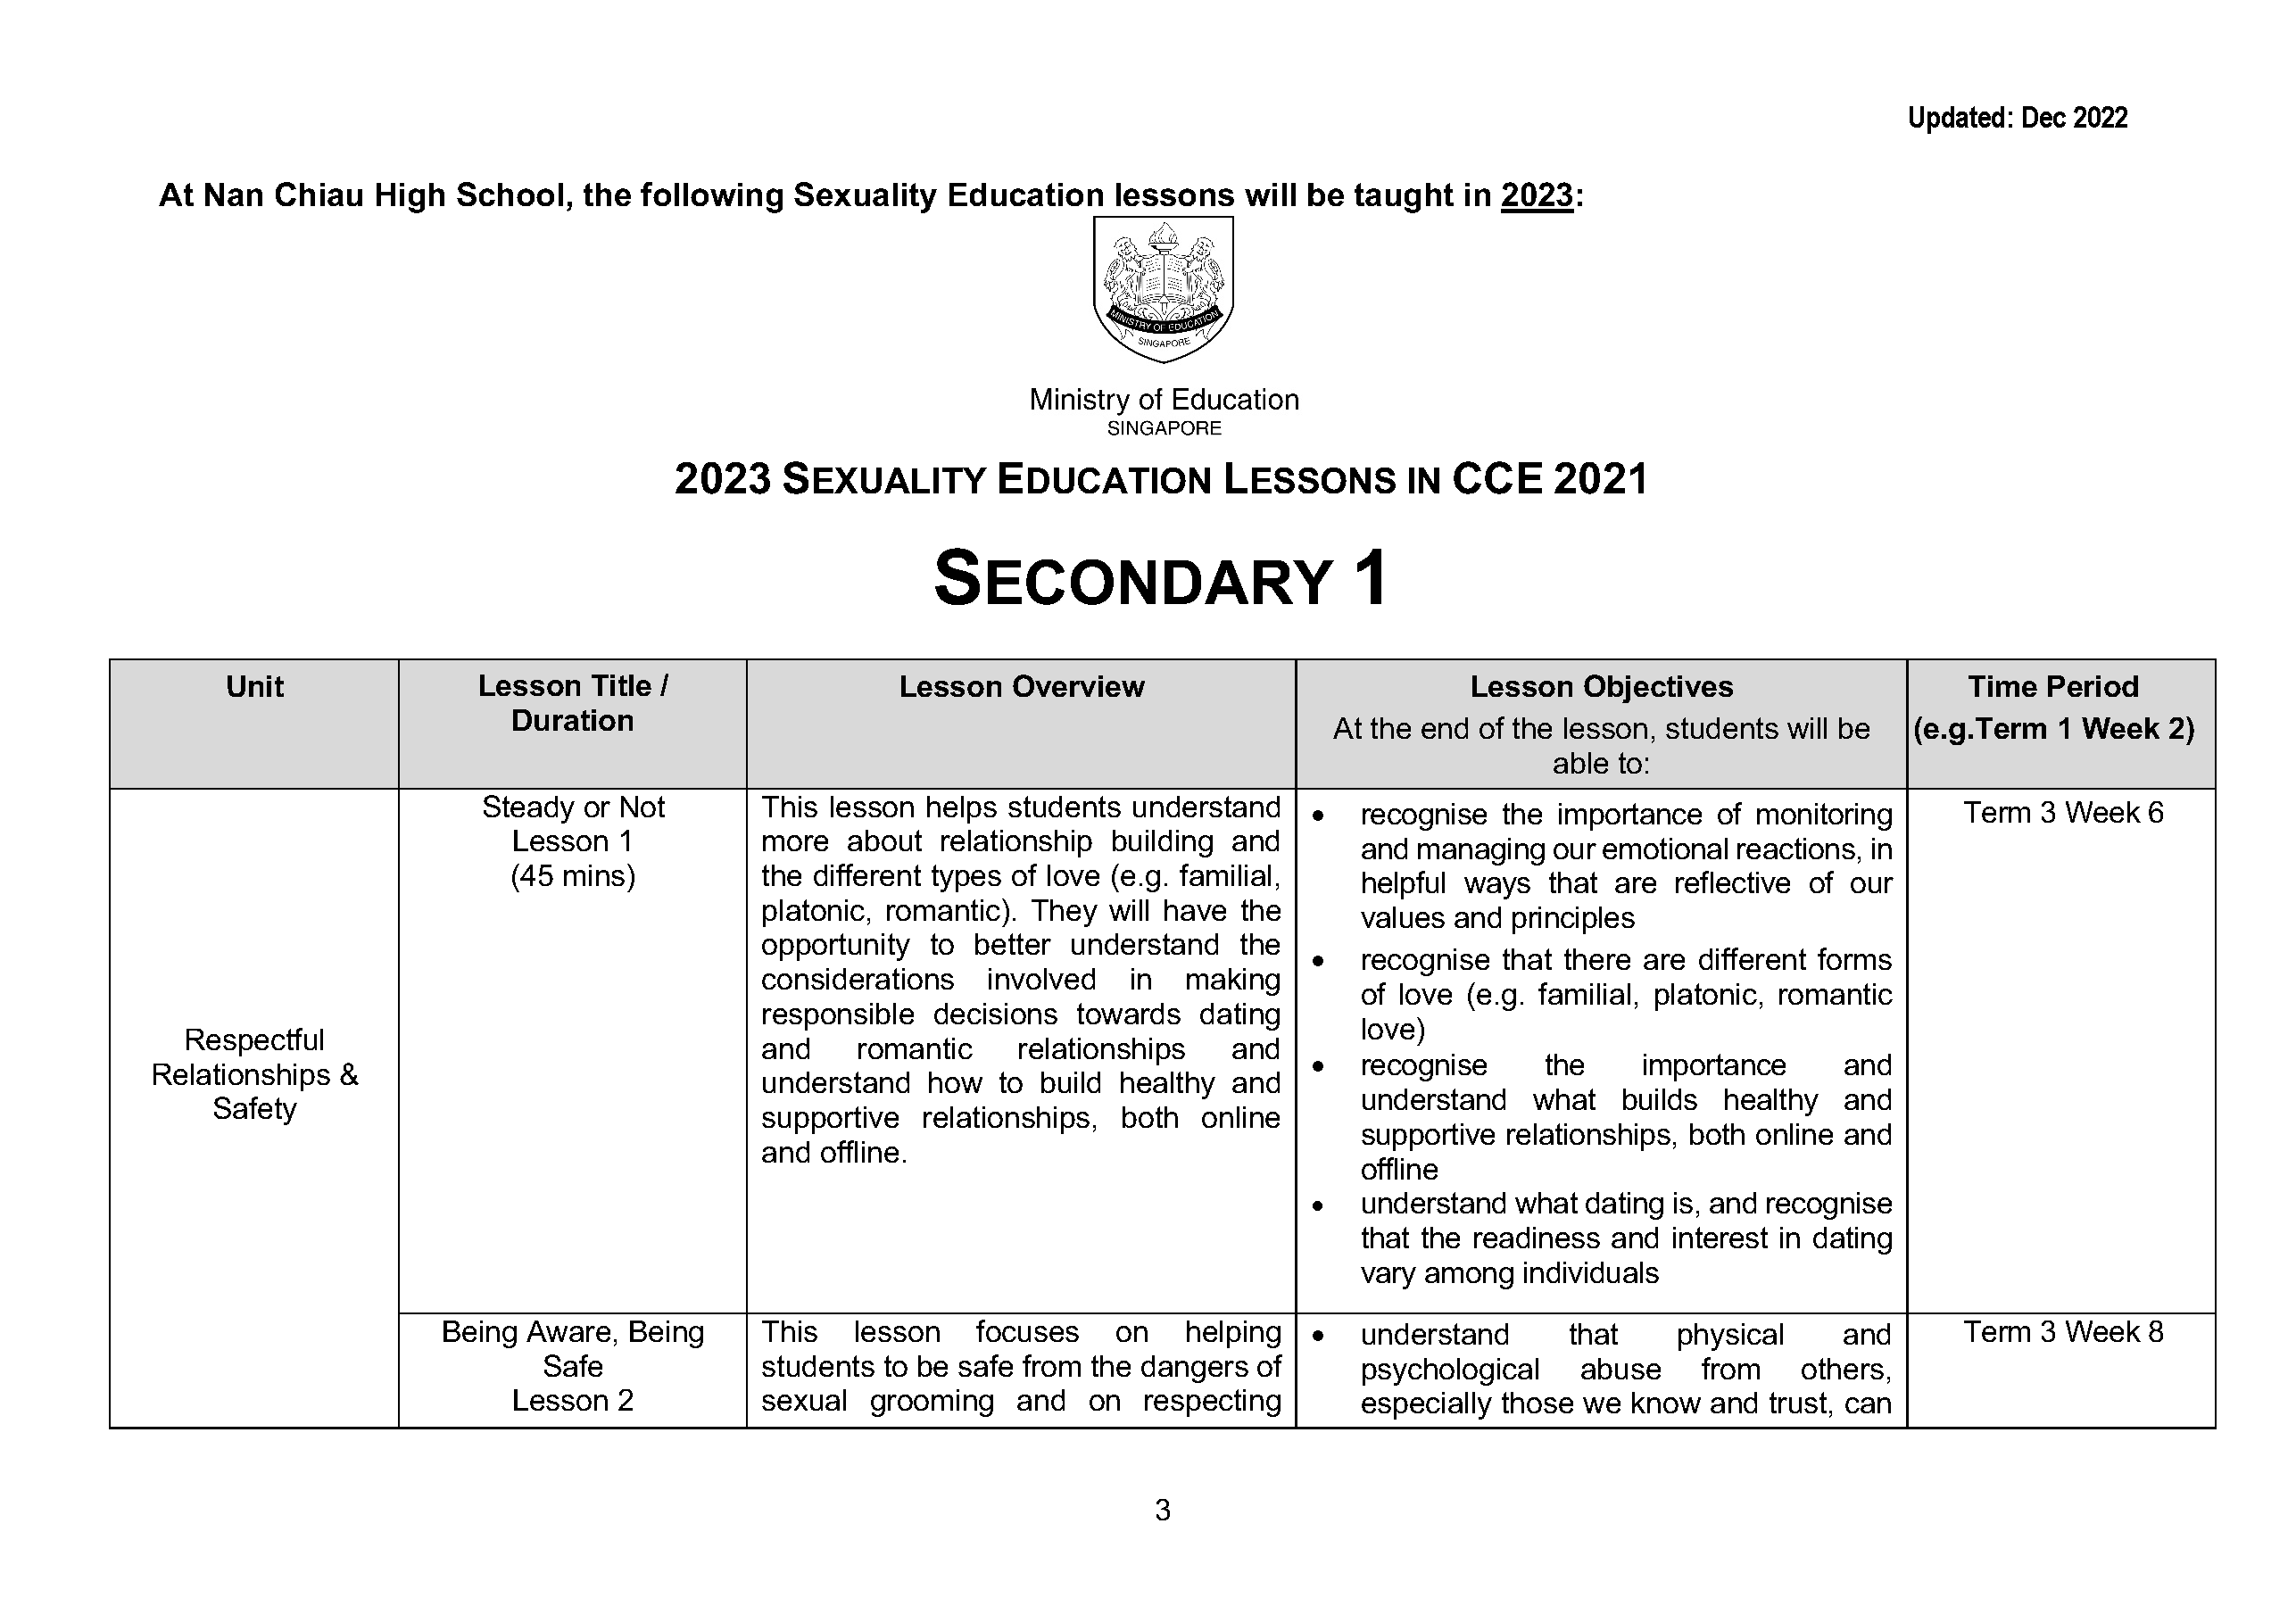 Updated: Dec 2022
At Nan Chiau High School, the following Sexuality Education lessons will be taught in 2023:
MINISTRY OF EDUCATION
SINGAPORE
Ministry of Education
SINGAPORE
2023 SEXUALITY EDUCATION LESSONS IN CCE 2021
SECONDARY 1
Unit
Lesson Title /
Duration
Lesson Overview
Lesson Objectives
At the end of the lesson, students will be
able to:
Time Period
(e.g.Term 1 Week 2)
Respectful
Relationships &
Safety
Steady or Not
Lesson 1
(45 mins)
This lesson helps students understand
more about relationship building and
the different types of love (e.g. familial,
platonic, romantic). They will have the
opportunity to better understand the
considerations involved in making
responsible decisions towards dating
and romantic relationships and
understand how to build healthy and
supportive relationships, both online
and offline.
• recognise the importance of monitoring
and managing our emotional reactions, in
helpful ways that are reflective of our
values and principles
• recognise that there are different forms
of love (e.g. familial, platonic, romantic
love)
• recognise the importance and
understand what builds healthy and
supportive relationships, both online and
offline
• understand what dating is, and recognise
that the readiness and interest in dating
vary among individuals
Term 3 Week 6
Being Aware, Being
Safe
Lesson 2
This lesson focuses on helping
students to be safe from the dangers of
sexual grooming and on respecting
• understand that physical and
psychological abuse from others,
especially those we know and trust, can
Term 3 Week 8
3